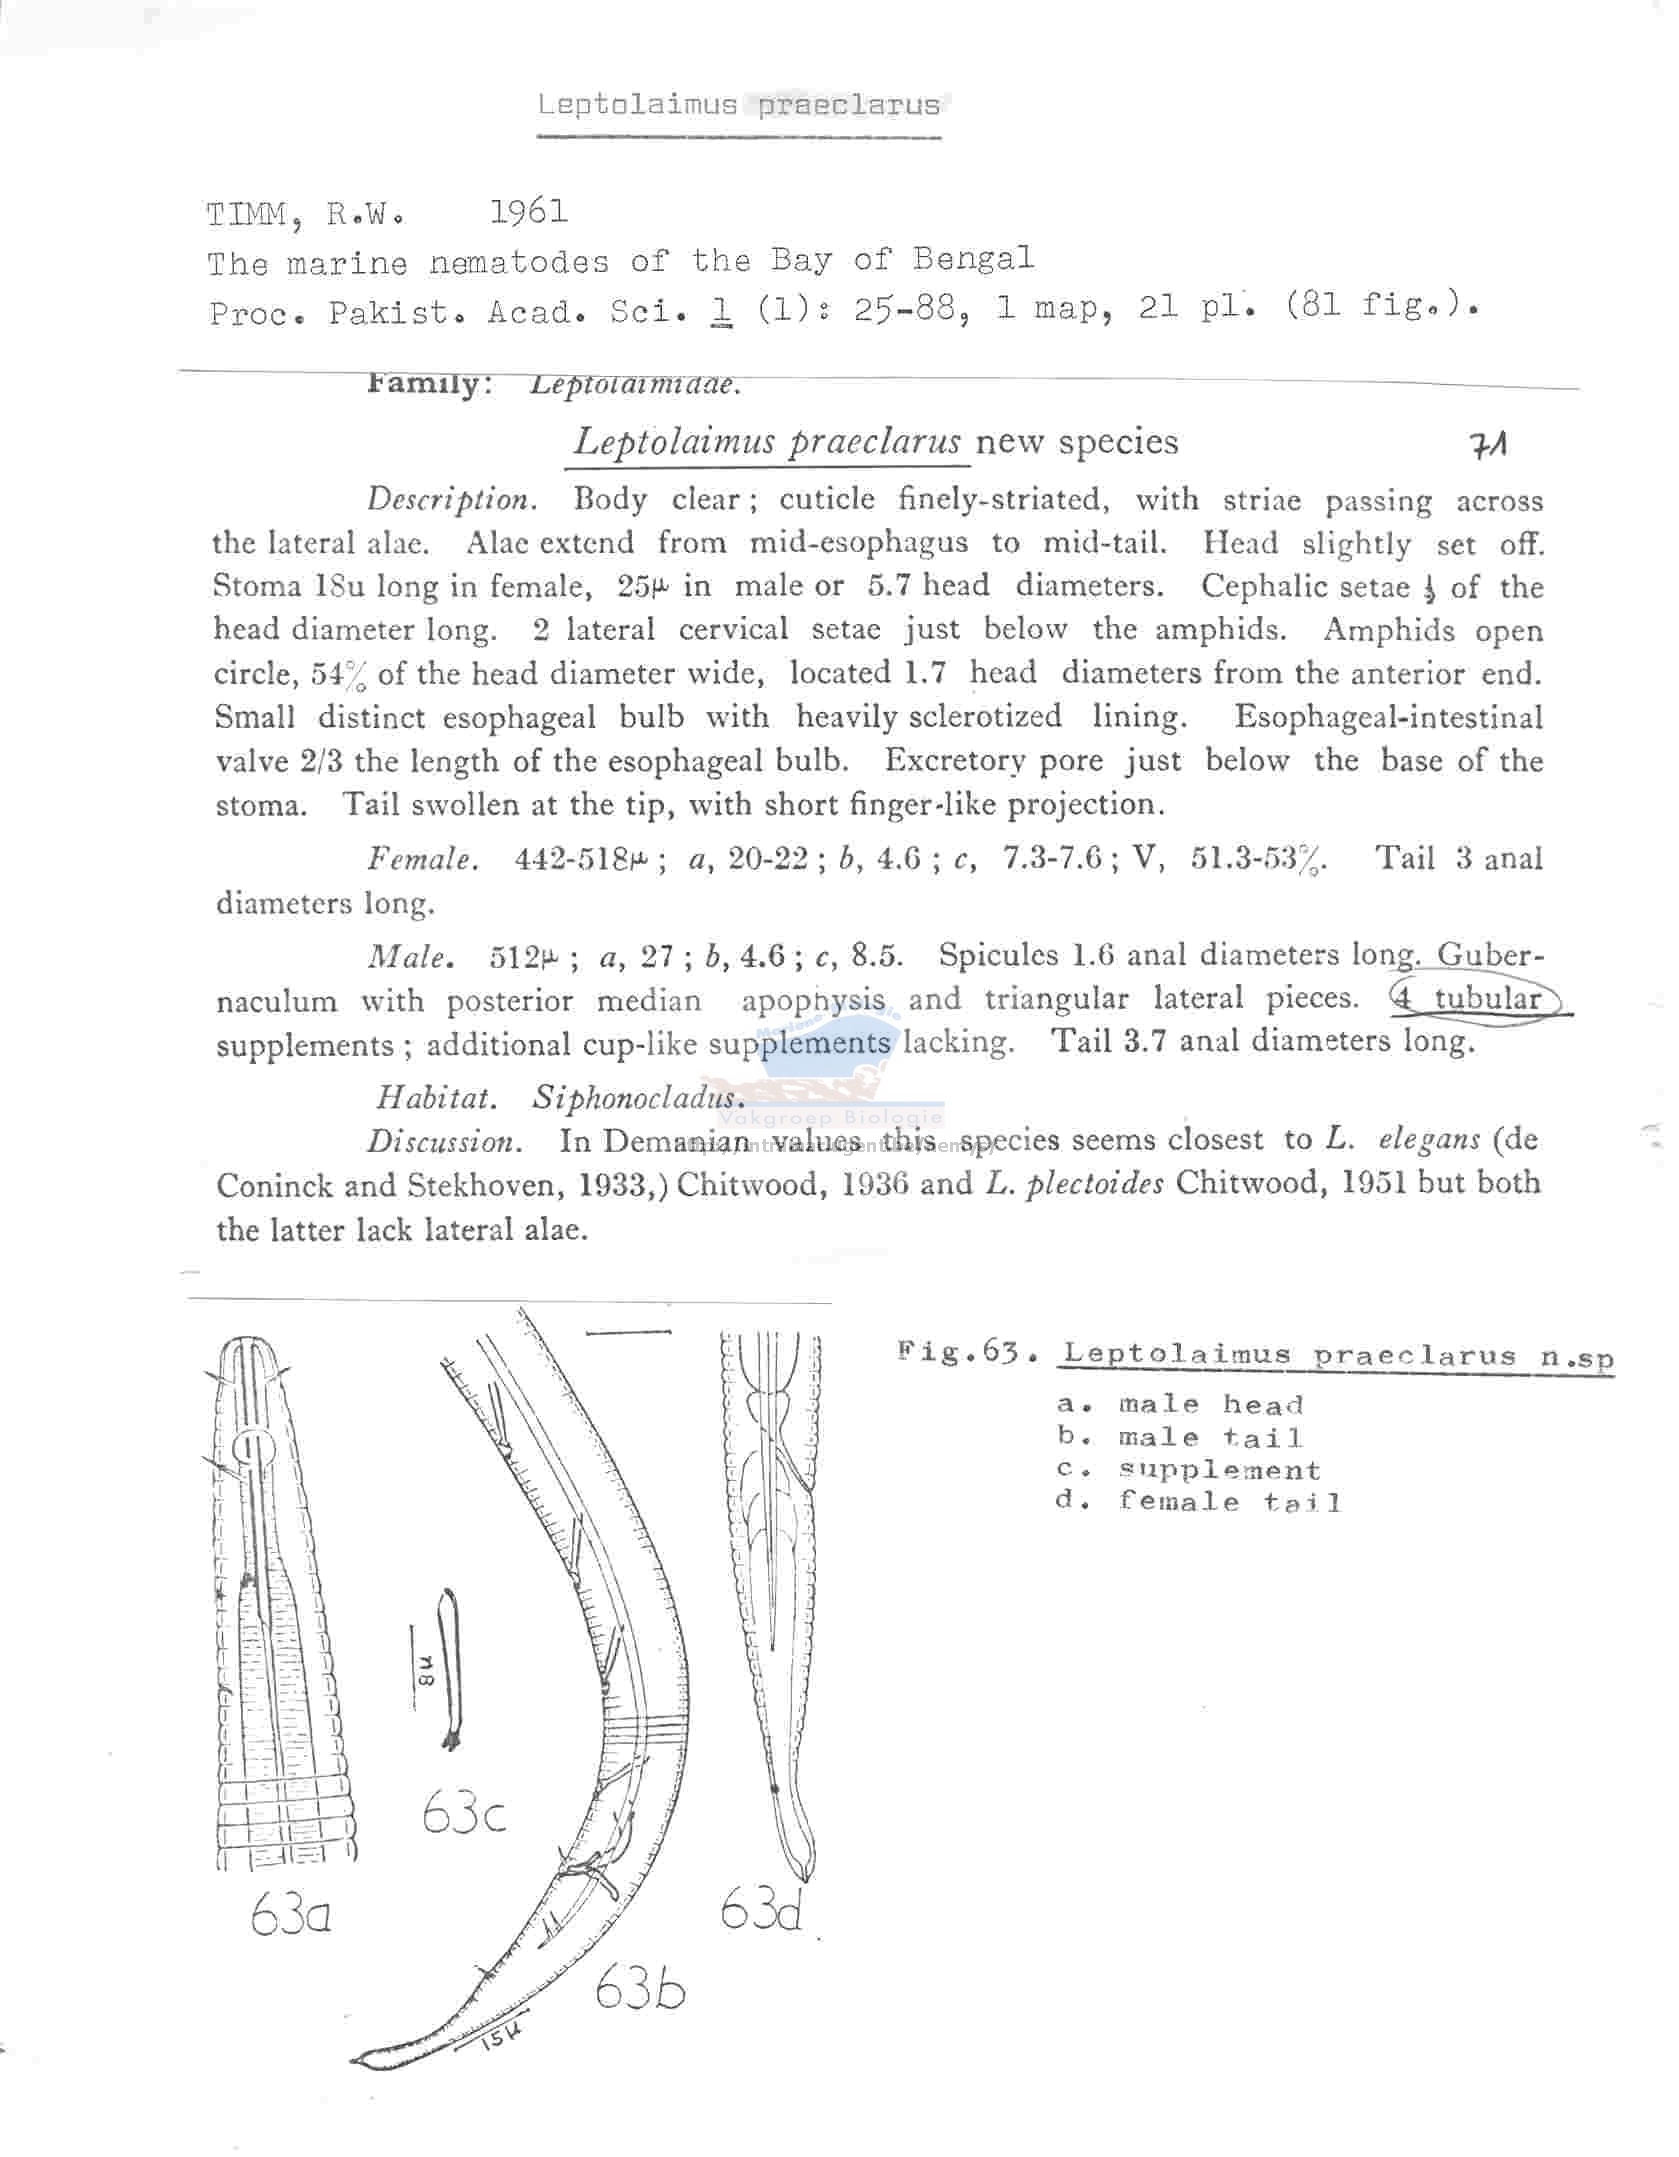 Leptolaimus praeclarus
TIMM, R.W. 1961
The marine nematodes of the Bay of Bengal
Proc. Pakist. Acad. Sci. 1 (1): 25-88, 1 map, 21 pl. (81 fig.).
Family: Leptolaimidae.
Leptolaimus praeclarus new species 71
Description. Body clear; cuticle finely-striated, with striae passing across
the lateral alae. Alae extend from mid-esophagus to mid-tail. Head slightly set off.
Stoma 18u long in female, 25μ in male or 5.7 head diameters. Cephalic setae of the
head diameter long. 2 lateral cervical setae just below the amphids. Amphids open
circle, 54% of the head diameter wide, located 1.7 head diameters from the anterior end.
Small distinct esophageal bulb with heavily sclerotized lining. Esophageal-intestinal
valve 2/3 the length of the esophageal bulb. Excretory pore just below the base of the
stoma. Tail swollen at the tip, with short finger-like projection.
Female. 442-518μ; a, 20-22; b, 4.6; c, 7.3-7.6; V, 51.3-53%. Tail 3 anal
diameters long.
Male. 512μ; a, 27; b, 4.6; c, 8.5. Spicules 1.6 anal diameters long. Guber-
naculum with posterior median apophysis and triangular lateral pieces. 4 tubular
supplements; additional cup-like supplements lacking. Tail 3.7 anal diameters long.
Habitat. Siphonocladus.
Vakgroep Biologie
Discussion. In Demanian values this species seems closest to L. elegans (de
Coninck and Stekhoven, 1933,) Chitwood, 1936 and L. plectoides Chitwood, 1951 but both
the latter lack lateral alae.
Fig.63. Leptolaimus praeclarus n.sp
a. male head
b. male tail
c. supplement
d. female tail
8μ
63c
63a
63d
63b
15μ